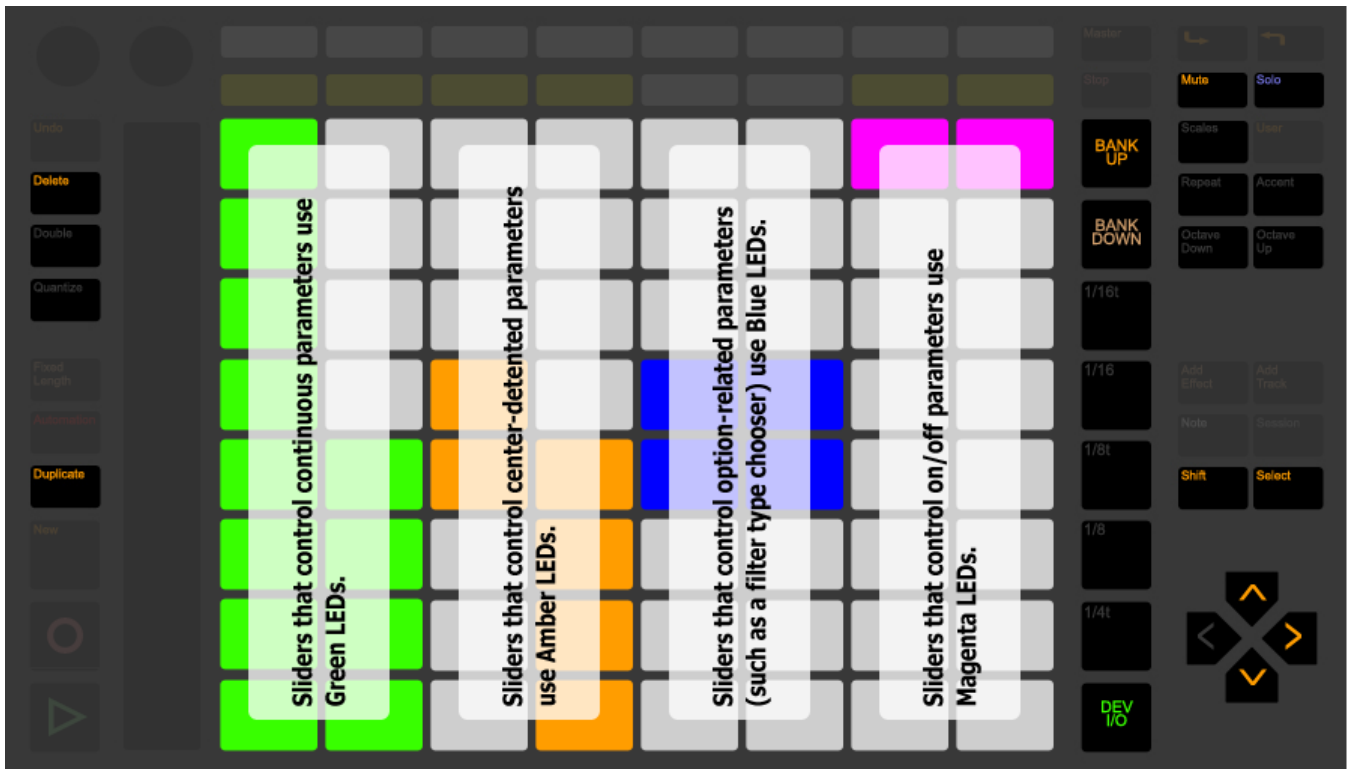 Master
Stop
Mute
Solo
Undo
Delete
Double
Quantize
Fixed
Length
Automation
Duplicate
New
Sliders that control continuous parameters use
Green LEDs.
Sliders that control center-detented parameters
use Amber LEDs.
Sliders that control option-related parameters
(such as a filter type chooser) use Blue LEDs.
Sliders that control on/off parameters use
Magenta LEDs.
BANK
UP
BANK
DOWN
1/16t
1/16
1/8t
1/8
1/4t
DEV
I/O
Scales
User
Repeat
Accent
Octave
Down
Octave
Up
Add
Effect
Add
Track
Note
Session
Shift
Select